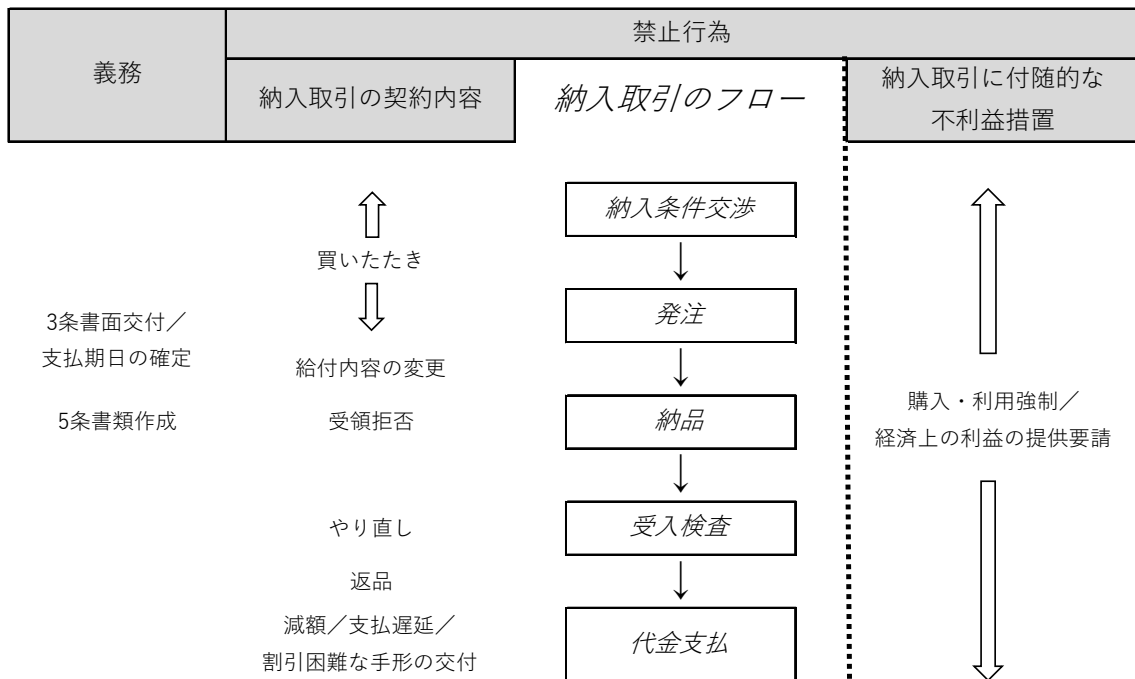 禁止行為
義務
納入取引の契約内容
納入取引のフロー
納入取引に付随的な
不利益措置
納入条件交渉
買いたたき
3条書面交付／
支払期日の確定
発注
給付内容の変更
5条書類作成
受領拒否
納品
購入・利用強制／
経済上の利益の提供要請
やり直し
受入検査
返品
減額／支払遅延／
割引困難な手形の交付
代金支払